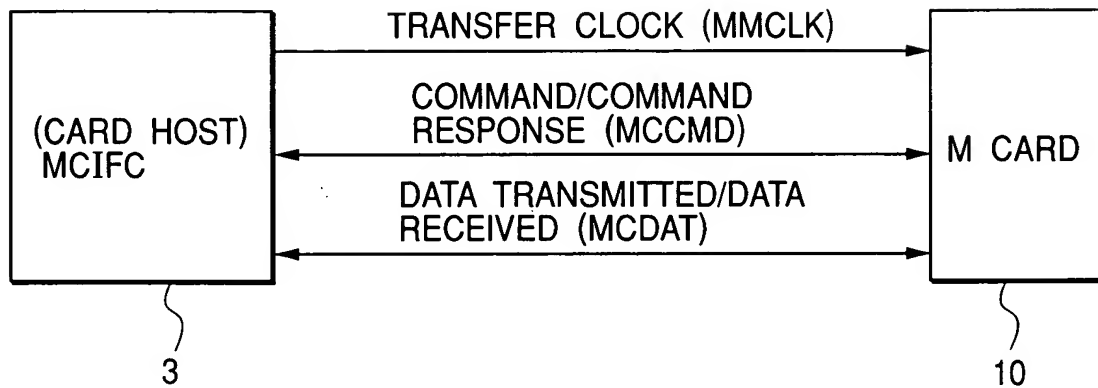 TRANSFER CLOCK (MMCLK)
COMMAND/COMMAND
RESPONSE (MCCMD)
(CARD HOST)
MCIFC
M CARD
DATA TRANSMITTED/DATA
RECEIVED (MCDAT)
3
10